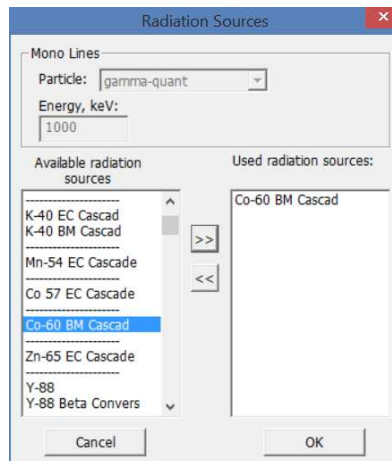 Radiation Sources
×
Mono Lines
Particle:
gamma-quant
Energy, keV:
1000
Available radiation
sources
---------------------
K-40 EC Cascad
K-40 BM Cascad
---------------------
Mn-54 EC Cascade
---------------------
Co 57 EC Cascade
---------------------
Co-60 BM Cascad
---------------------
Zn-65 EC Cascade
---------------------
Y-88
Y-88 Beta Convers
>>
<<
Used radiation sources:
Co-60 BM Cascad
Cancel
OK